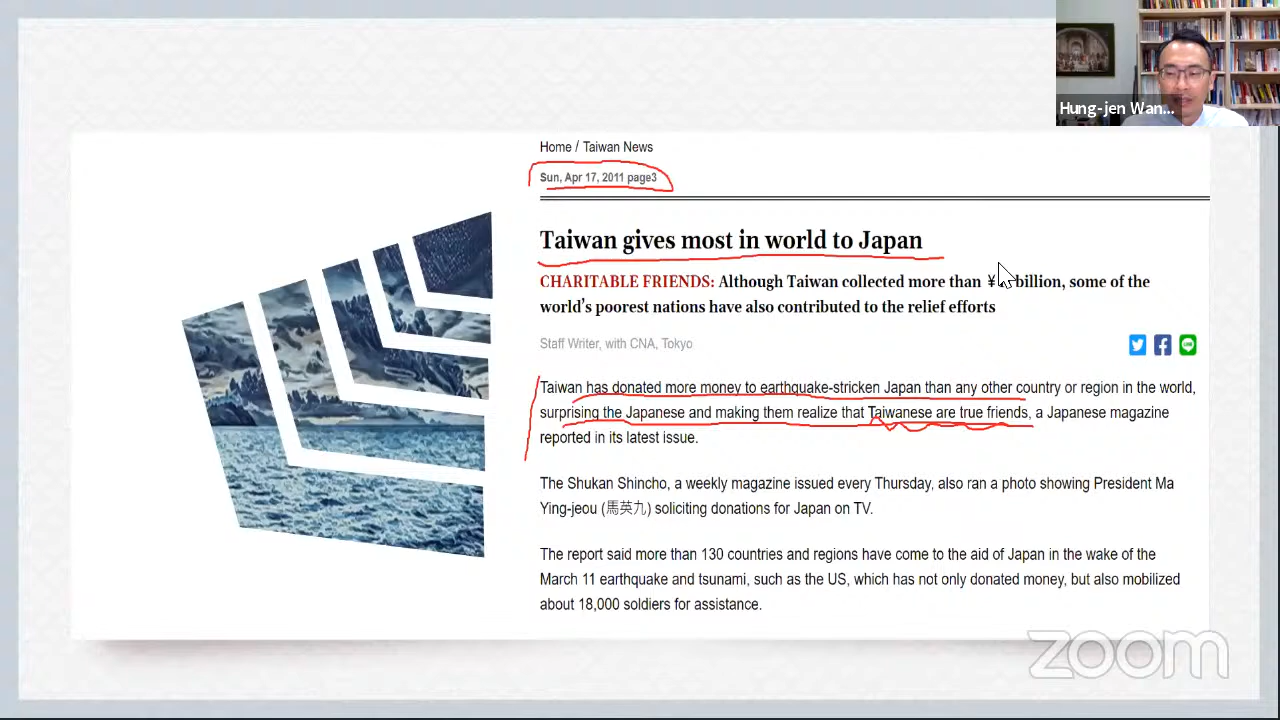 Hung-jen Wan...
Home / Taiwan News
Sun, Apr 17, 2011 page3
Taiwan gives most in world to Japan
CHARITABLE FRIENDS: Although Taiwan collected more than ¥ billion, some of the
world's poorest nations have also contributed to the relief efforts
Staff Writer, with CNA, Tokyo
Taiwan has donated more money to earthquake-stricken Japan than any other country or region in the world,
surprising the Japanese and making them realize that Taiwanese are true friends, a Japanese magazine
reported in its latest issue.
The Shukan Shincho, a weekly magazine issued every Thursday, also ran a photo showing President Ma
Ying-jeou (馬英九) soliciting donations for Japan on TV.
The report said more than 130 countries and regions have come to the aid of Japan in the wake of the
March 11 earthquake and tsunami, such as the US, which has not only donated money, but also mobilized
about 18,000 soldiers for assistance.
zoom